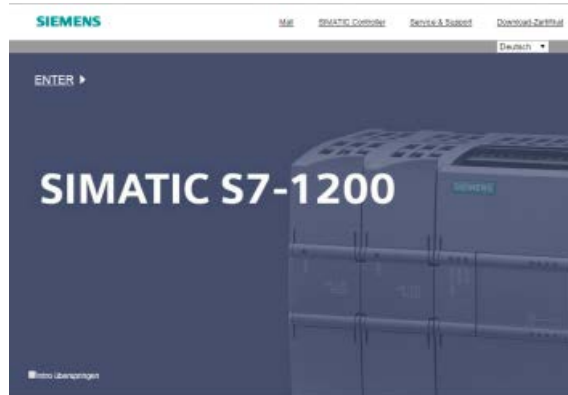 SIEMENS
Mall SIMATIC Controller Service & Support Download-Zertifikat
Deutsch
ENTER
SIMATIC S7-1200
SIEMENS
Intro überspringen